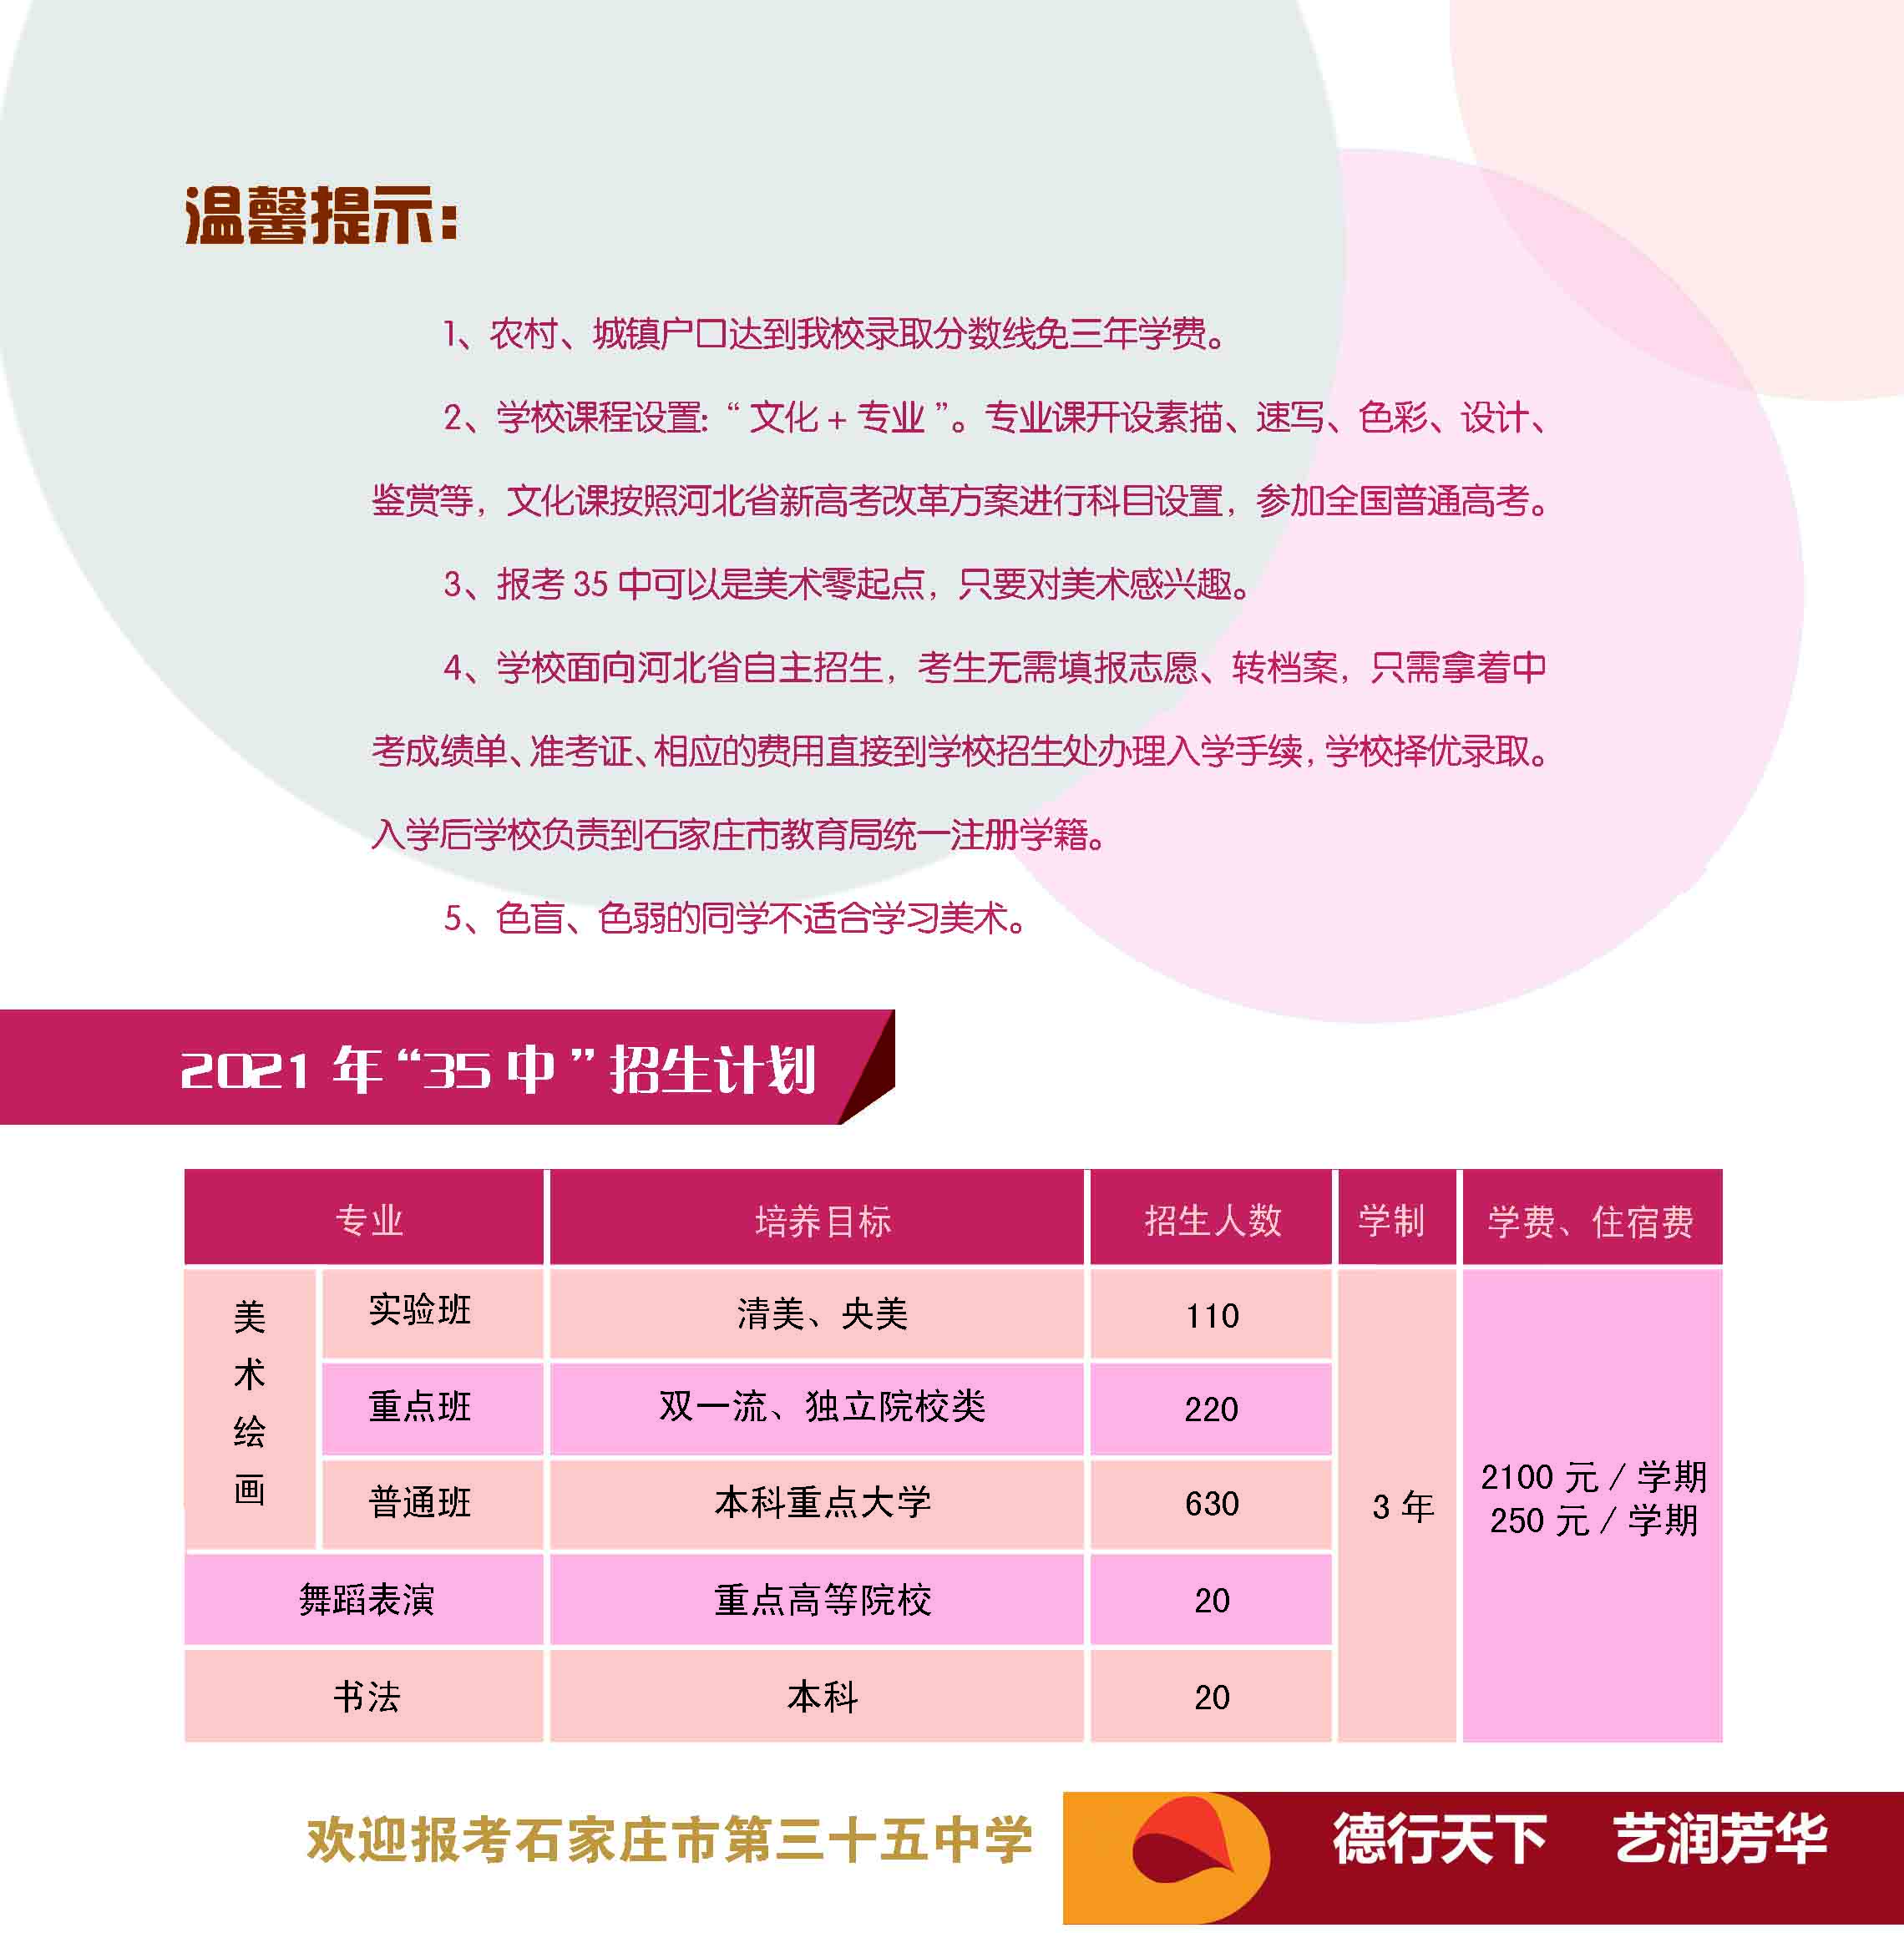 温馨提示:
1、农村、城镇户口达到我校录取分数线免三年学费。
2、学校课程设置:“文化+专业”。专业课开设素描、速写、色彩、设计、
鉴赏等，文化课按照河北省新高考改革方案进行科目设置，参加全国普通高考。
3、报考 35 中可以是美术零起点，只要对美术感兴趣。
4、学校面向河北省自主招生，考生无需填报志愿、转档案，只需拿着中
考成绩单、准考证、相应的费用直接到学校招生处办理入学手续，学校择优录取。
入学后学校负责到石家庄市教育局统一注册学籍。
5、色盲、色弱的同学不适合学习美术。
2021 年“35 中”招生计划
专业 培养目标 招生人数 学制 学费、住宿费
美术绘画
实验班 清美、央美 110
重点班 双一流、独立院校类 220
普通班 本科重点大学 630
3 年
2100 元 / 学期
250 元 / 学期
舞蹈表演 重点高等院校 20
书法 本科 20
欢迎报考石家庄市第三十五中学
德行天下 艺润芳华